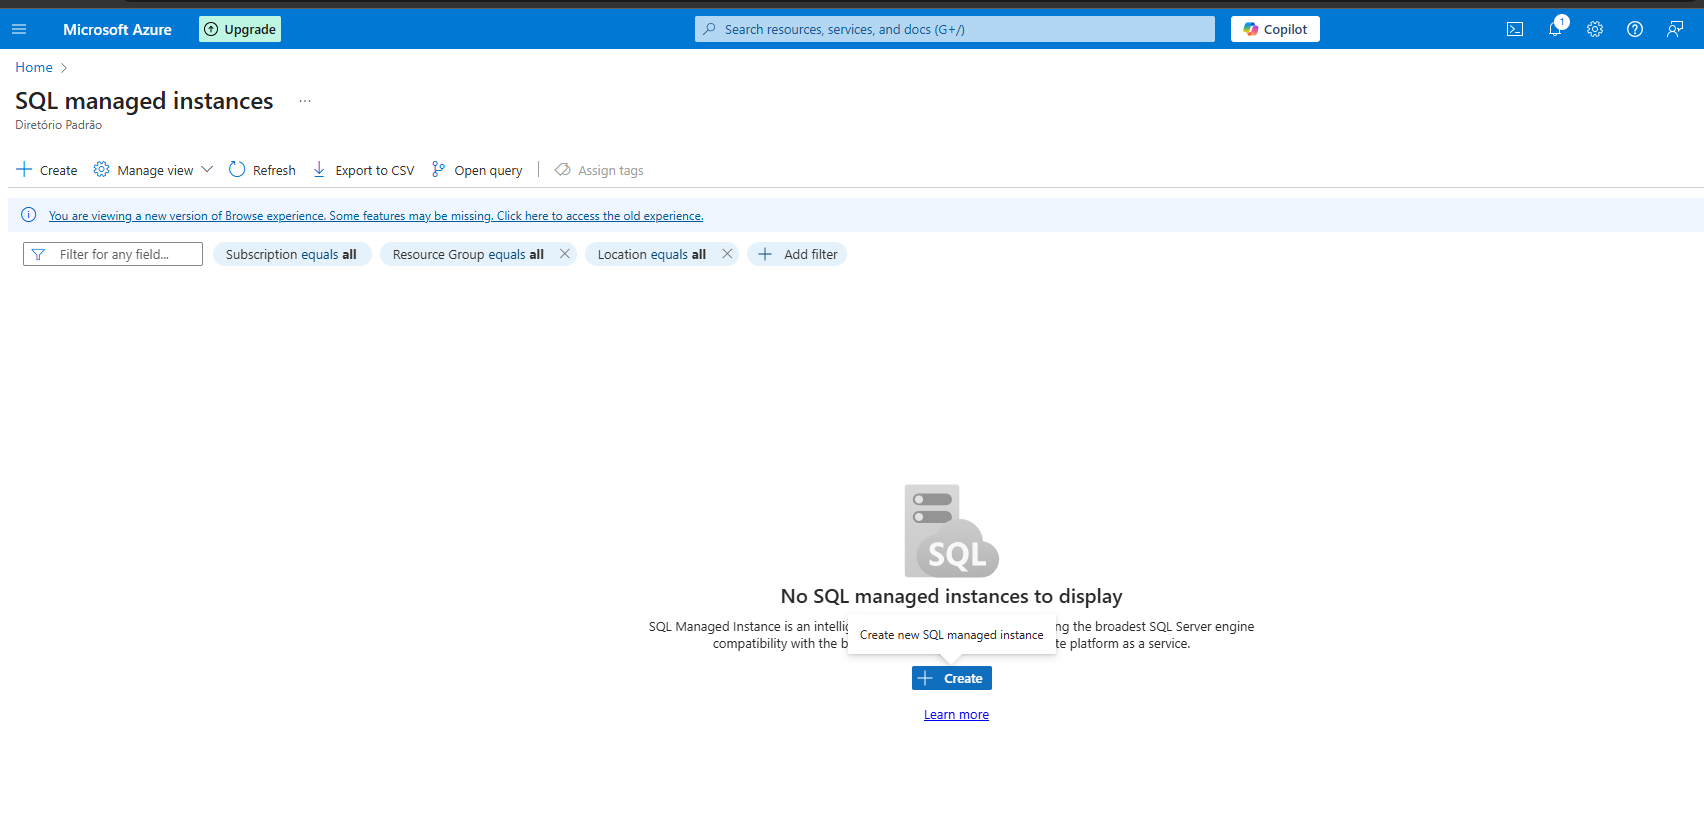 Microsoft Azure
Upgrade
Search resources, services, and docs (G+/)
Copilot
1
Home
SQL managed instances ...
Diretório Padrão
Create
Manage view
Refresh
Export to CSV
Open query
Assign tags
You are viewing a new version of Browse experience. Some features may be missing. Click here to access the old experience.
Filter for any field...
Subscription equals all
Resource Group equals all
Location equals all
Add filter
SQL
No SQL managed instances to display
SQL Managed Instance is an ng the broadest SQL Server engine
Create new SQL managed instance
compatibility with the platform as a service.
Create
Learn more